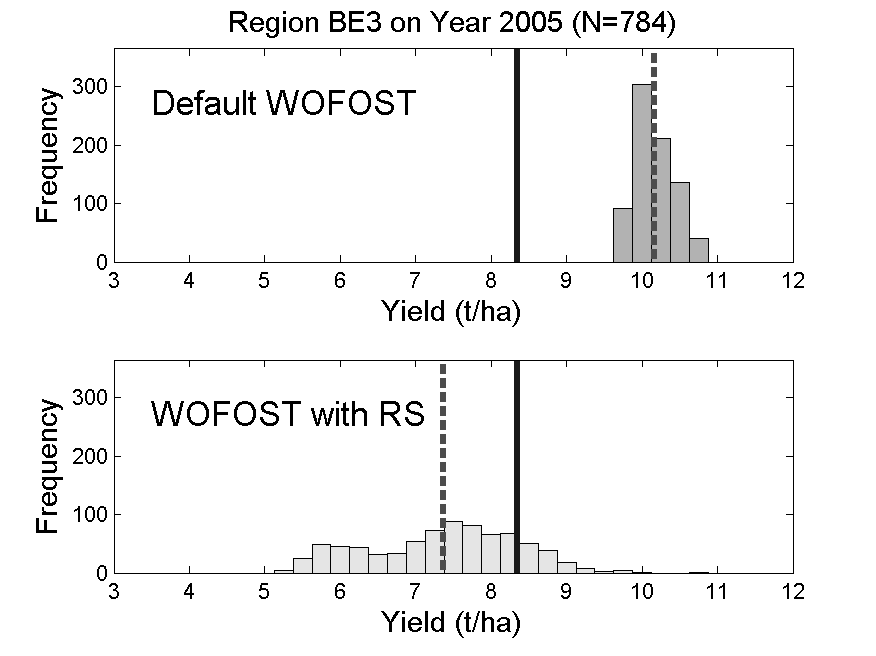 Region BE3 on Year 2005 (N=784)
Default WOFOST
Frequency
300
200
100
0
3 4 5 6 7 8 9 10 11 12
Yield (t/ha)
WOFOST with RS
Frequency
300
200
100
0
3 4 5 6 7 8 9 10 11 12
Yield (t/ha)